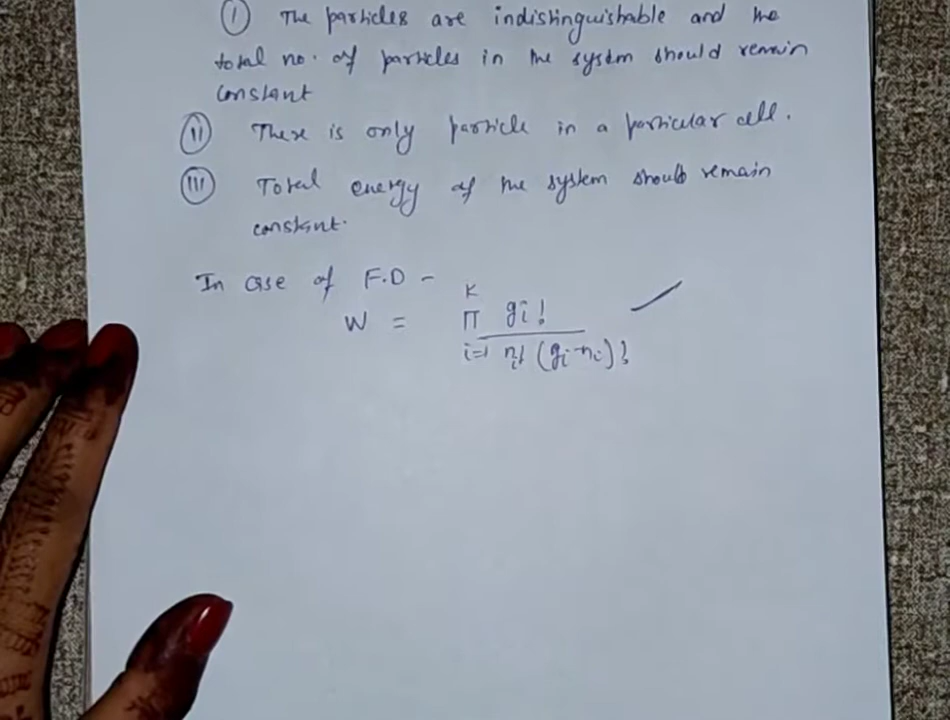 (I) The particles are indistinguishable and the
total no. of particles in the system should remain
constant
(II) There is only particle in a particular cell.
(III) Total energy of the system should remain
constant.
In case of F.D -
K
W = Π gi!
i=1 ni! (gi-ni)!